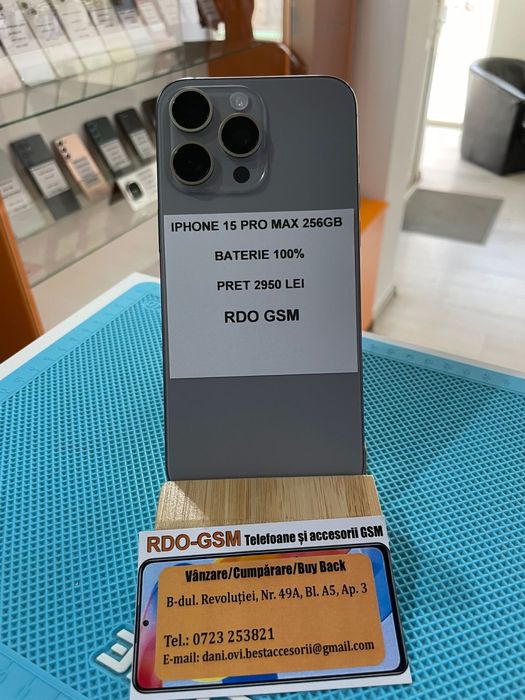 IPHONE 15 PRO MAX 256GB
BATERIE 100%
PRET 2950 LEI
RDO GSM
RDO-GSM Telefoane și accesorii GSM
Vânzare/Cumpărare/Buy Back
B-dul. Revoluției, Nr. 49A, Bl. A5, Ap. 3
Tel.: 0723 253821
E-mail: dani.ovi.bestaccesorii@gmail.com